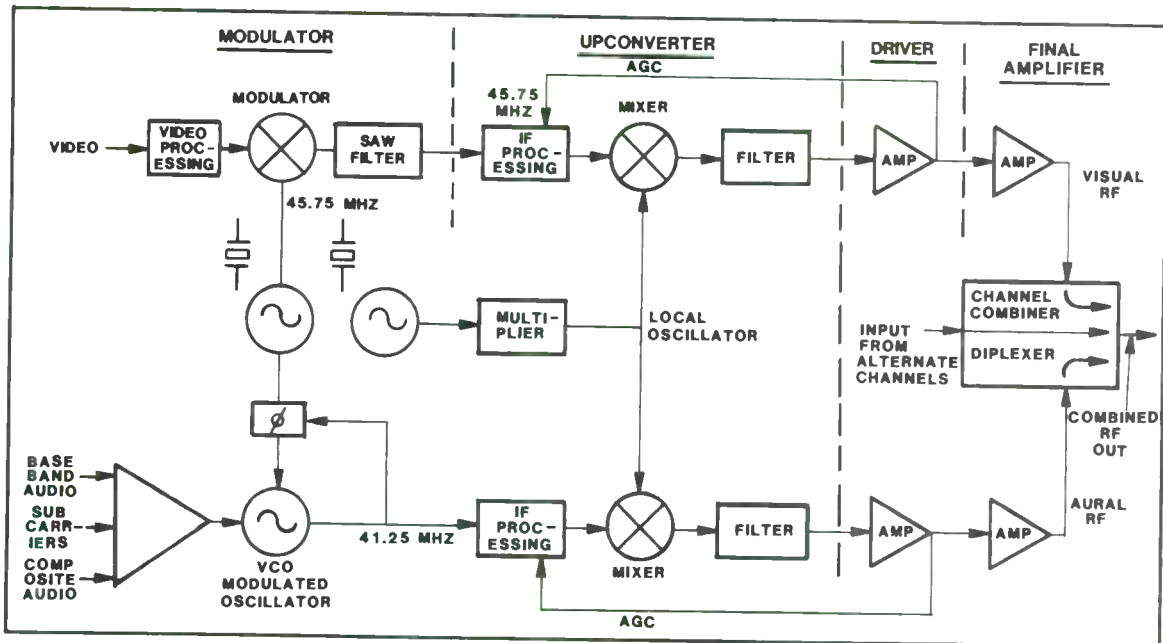 MODULATOR
UPCONVERTER
DRIVER
FINAL
AMPLIFIER
AGC
MODULATOR
45.75
MHZ
MIXER
VIDEO
VIDEO
PROC-
ESSING
SAW
FILTER
IF
PROC-
ESSING
FILTER
AMP
AMP
VISUAL
RF
45.75 MHZ
MULTI-
PLIER
LOCAL
OSCILLATOR
INPUT
FROM
ALTERNATE
CHANNELS
CHANNEL
COMBINER
DIPLEXER
COMBINED
RF
OUT
ϕ
BASE
BAND
AUDIO
SUB
CARR-
IERS
COMP
OSITE
AUDIO
VCO
MODULATED
OSCILLATOR
41.25 MHZ
IF
PROC-
ESSING
MIXER
FILTER
AMP
AMP
AURAL
RF
AGC